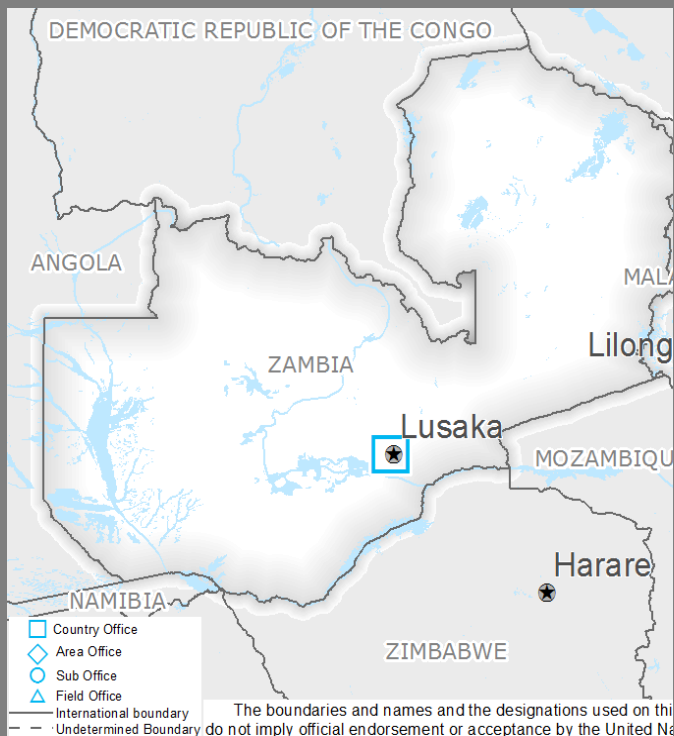 DEMOCRATIC REPUBLIC OF THE CONGO
ANGOLA
MALA
Lilong
ZAMBIA
Lusaka
MOZAMBIQU
Harare
NAMIBIA
ZIMBABWE
Country Office
Area Office
Sub Office
Field Office
International boundary
Undetermined Boundary
The boundaries and names and the designations used on thi
do not imply official endorsement or acceptance by the United Na